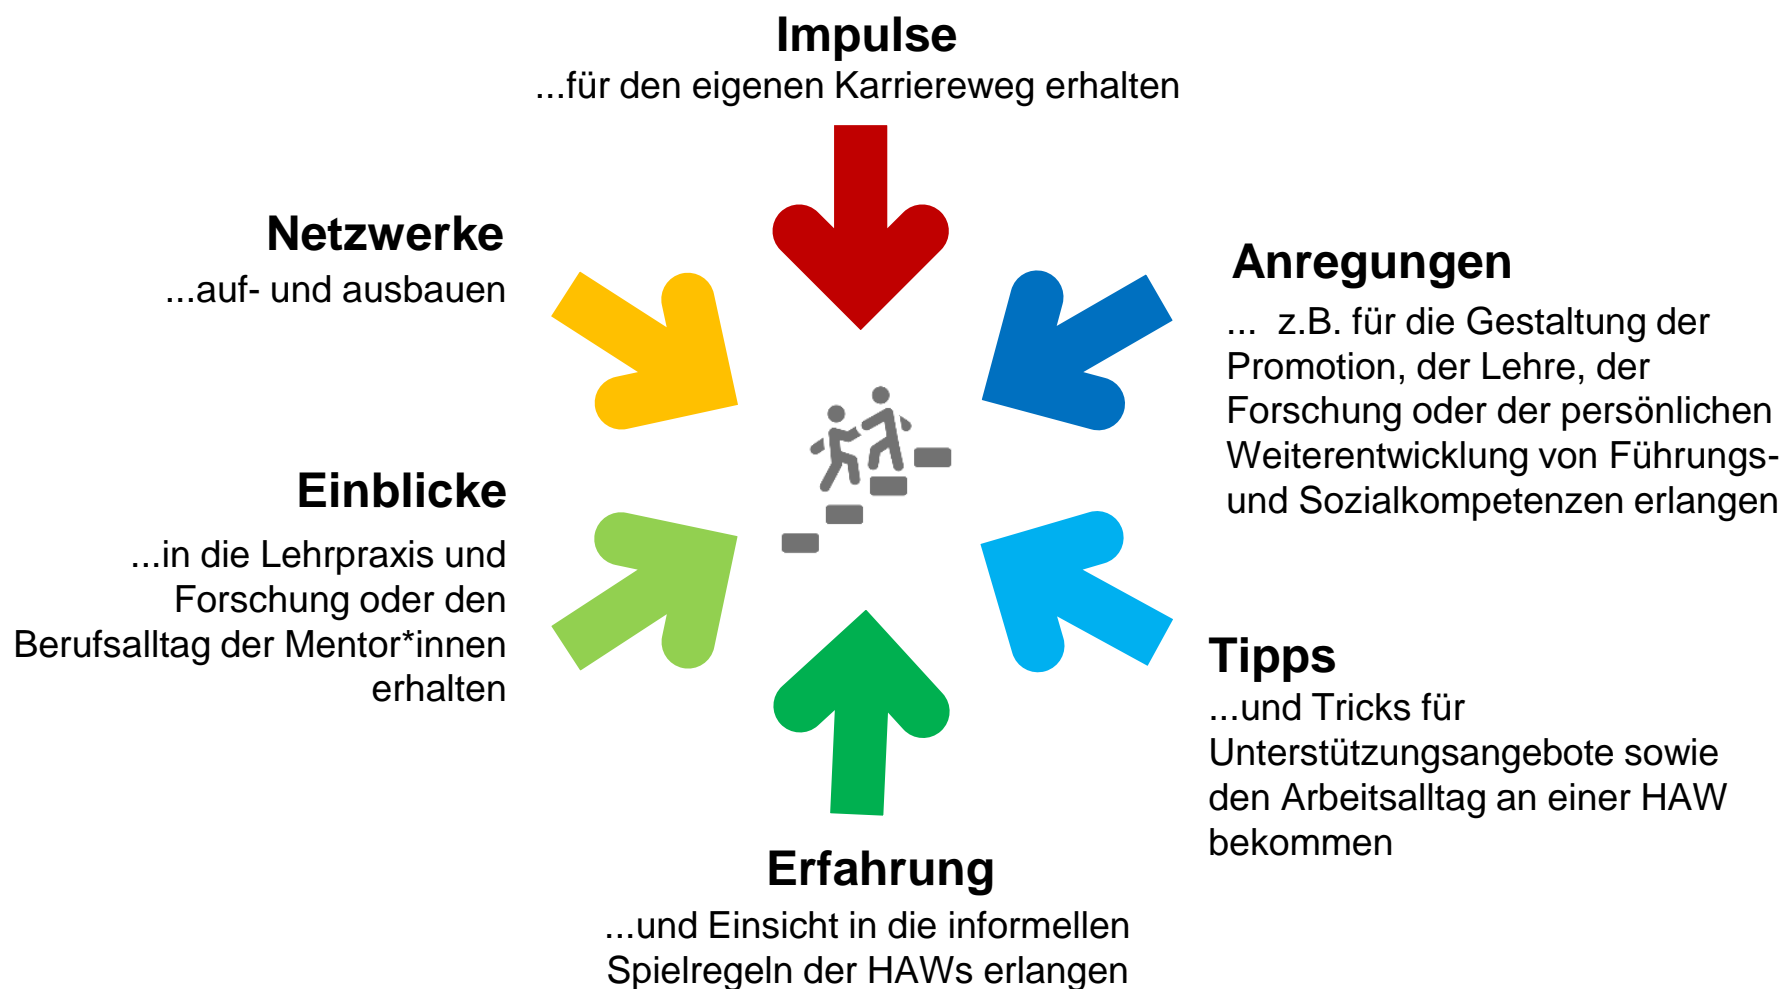 Impulse
...für den eigenen Karriereweg erhalten
Netzwerke
...auf- und ausbauen
Anregungen
... z.B. für die Gestaltung der
Promotion, der Lehre, der
Forschung oder der persönlichen
Weiterentwicklung von Führungs-
und Sozialkompetenzen erlangen
Einblicke
...in die Lehrpraxis und
Forschung oder den
Berufsalltag der Mentor*innen
erhalten
Tipps
...und Tricks für
Unterstützungsangebote sowie
den Arbeitsalltag an einer HAW
bekommen
Erfahrung
...und Einsicht in die informellen
Spielregeln der HAWs erlangen